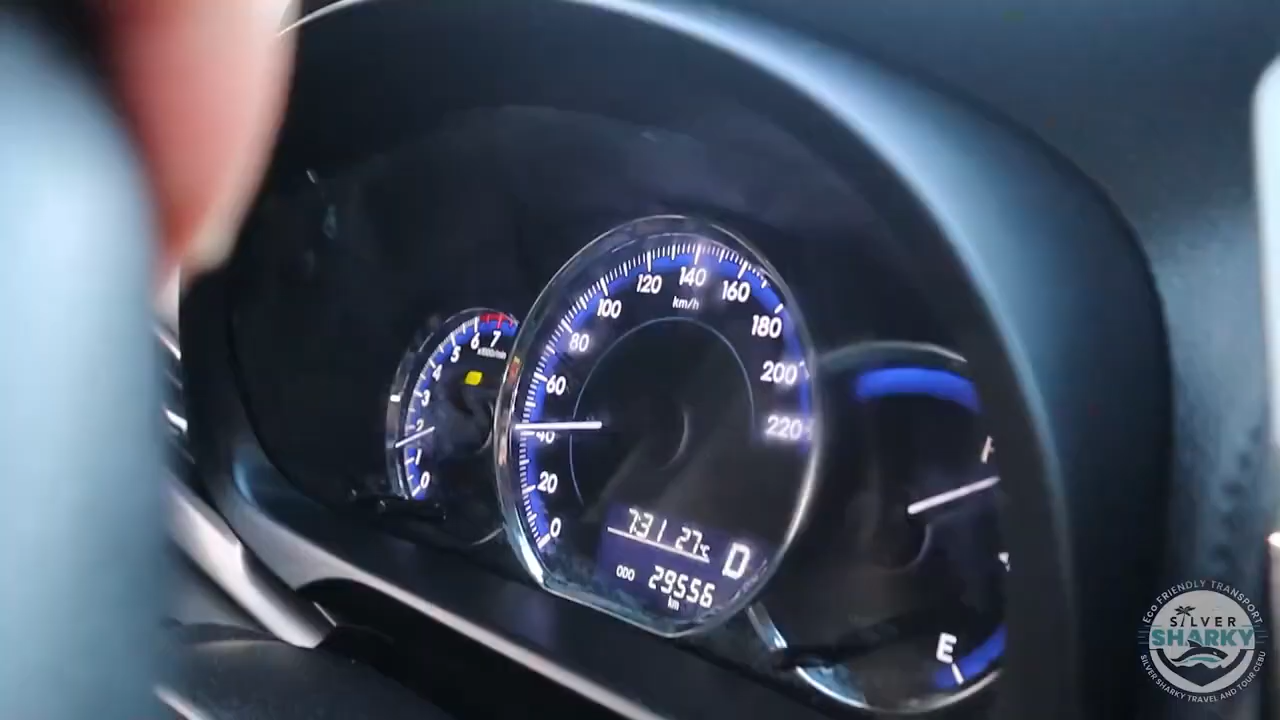 0
1
2
3
4
5
6
7
x1000/min
0
20
40
60
80
100
120
140
160
180
200
220
km/h
7:31 27°C
D
ODO 29556
km
E
ECO FRIENDLY TRANSPORT
SILVER
SHARKY
SILVER SHARKY TRAVEL AND TOUR CEBU